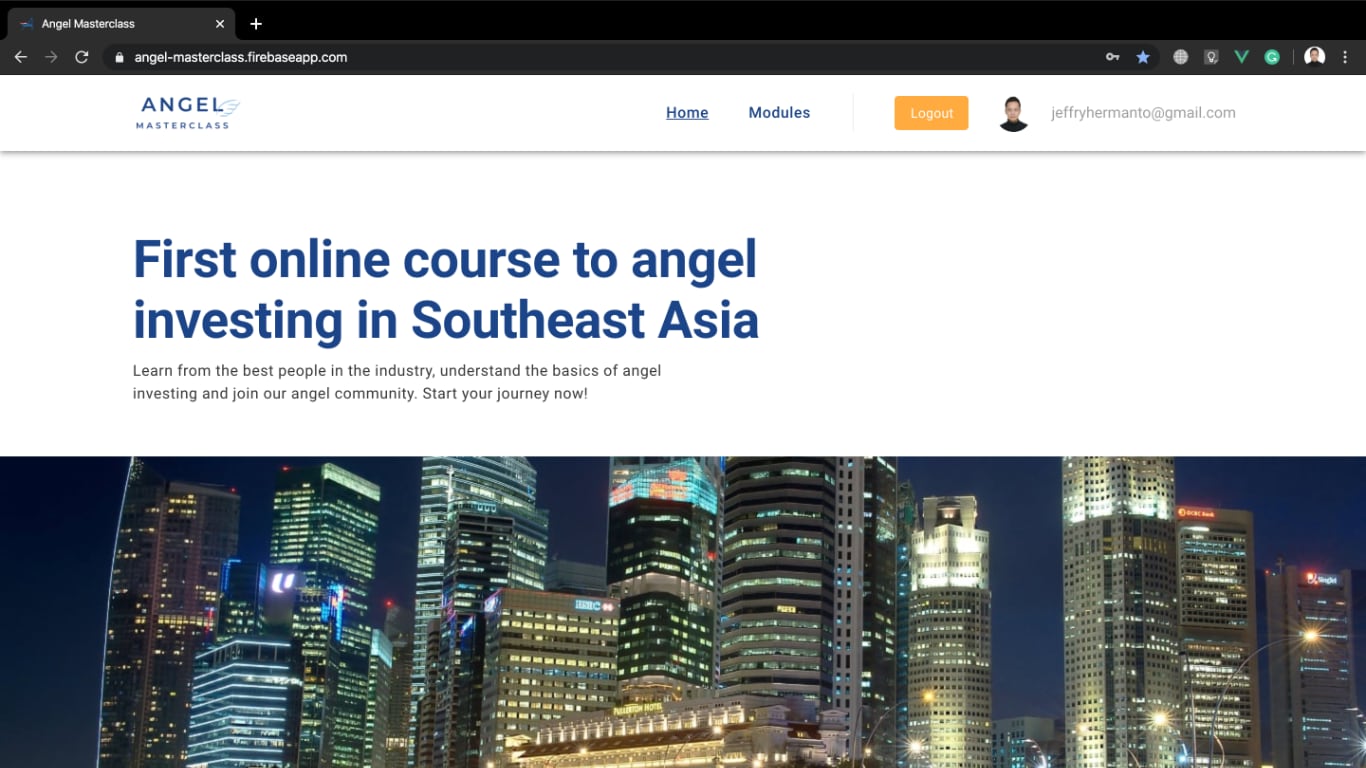 Angel Masterclass
angel-masterclass.firebaseapp.com
ANGEL
MASTERCLASS
Home
Modules
Logout
jeffryhermanto@gmail.com
First online course to angel
investing in Southeast Asia
Learn from the best people in the industry, understand the basics of angel
investing and join our angel community. Start your journey now!
OCBC Bank
HSBC
FULLERTON HOTEL